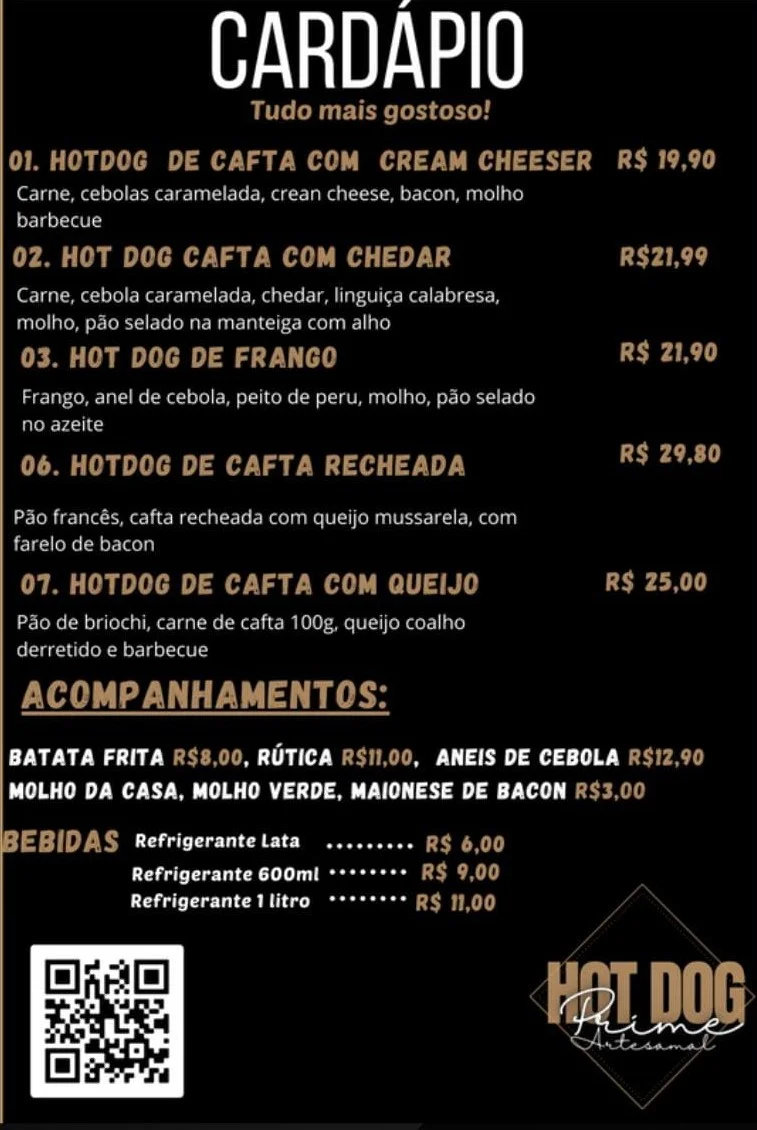 CARDÁPIO
Tudo mais gostoso!
01. HOTDOG DE CAFTA COM CREAM CHEESER R$ 19,90
Carne, cebolas caramelada, crean cheese, bacon, molho
barbecue
02. HOT DOG CAFTA COM CHEDAR R$21,99
Carne, cebola caramelada, chedar, linguiça calabresa,
molho, pão selado na manteiga com alho
03. HOT DOG DE FRANGO R$ 21,90
Frango, anel de cebola, peito de peru, molho, pão selado
no azeite
06. HOTDOG DE CAFTA RECHEADA R$ 29,80
Pão francês, cafta recheada com queijo mussarela, com
farelo de bacon
07. HOTDOG DE CAFTA COM QUEIJO R$ 25,00
Pão de briochi, carne de cafta 100g, queijo coalho
derretido e barbecue
ACOMPANHAMENTOS:
BATATA FRITA R$8,00, RÚTICA R$11,00, ANEIS DE CEBOLA R$12,90
MOLHO DA CASA, MOLHO VERDE, MAIONESE DE BACON R$3,00
BEBIDAS Refrigerante Lata ......... R$ 6,00
Refrigerante 600ml ........ R$ 9,00
Refrigerante 1 litro ........ R$ 11,00
HOT DOG
Prime
Artesamal